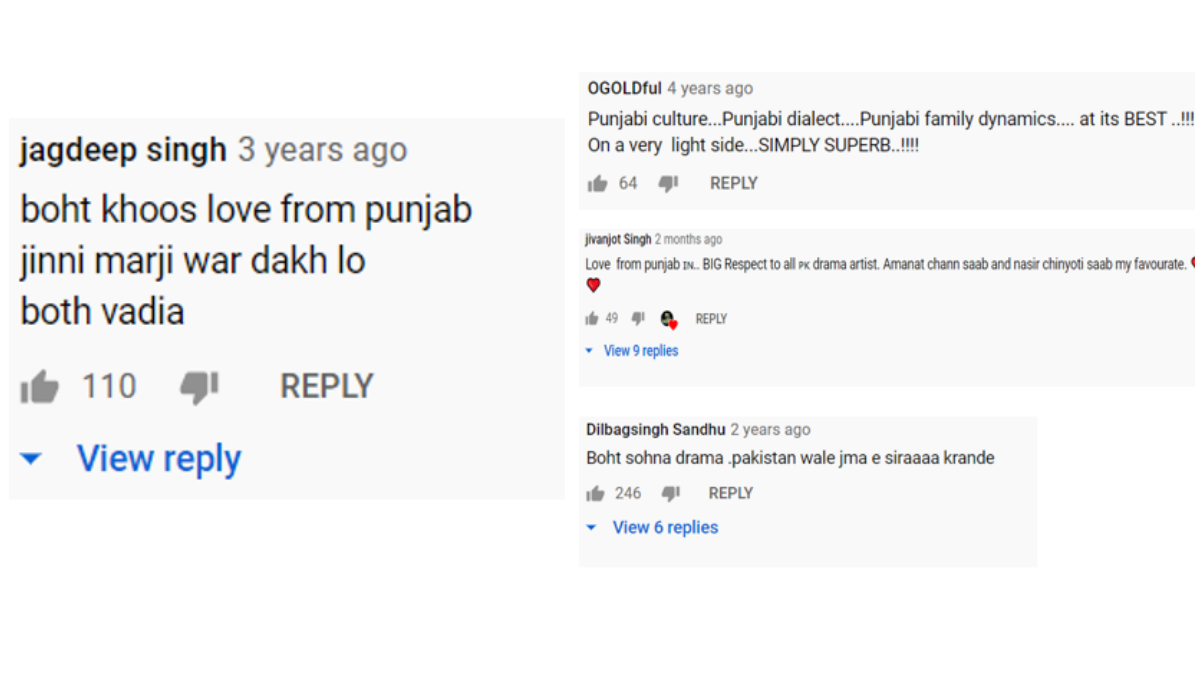 jagdeep singh 3 years ago
boht khoos love from punjab
jinni marji war dakh lo
both vadia
110 REPLY
View reply
OGOLDful 4 years ago
Punjabi culture...Punjabi dialect....Punjabi family dynamics.... at its BEST ..!!!
On a very light side...SIMPLY SUPERB..!!!!
64 REPLY
jivanjot Singh 2 months ago
Love from punjab IN.. BIG Respect to all PK drama artist. Amanat chann saab and nasir chinyoti saab my favourate. ❤
❤
49 REPLY
View 9 replies
Dilbagsingh Sandhu 2 years ago
Boht sohna drama .pakistan wale jma e siraaaa krande
246 REPLY
View 6 replies